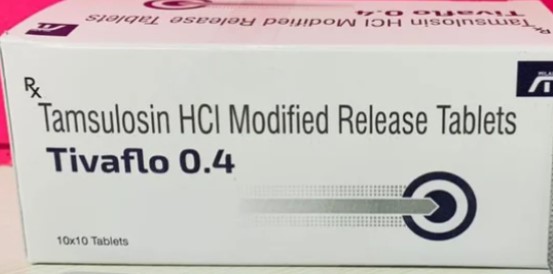 Tamsulosin HCl Modified Release Tablets
Tivaflo 0.4
Rx
Tamsulosin HCl Modified Release Tablets
Tivaflo 0.4
10x10 Tablets